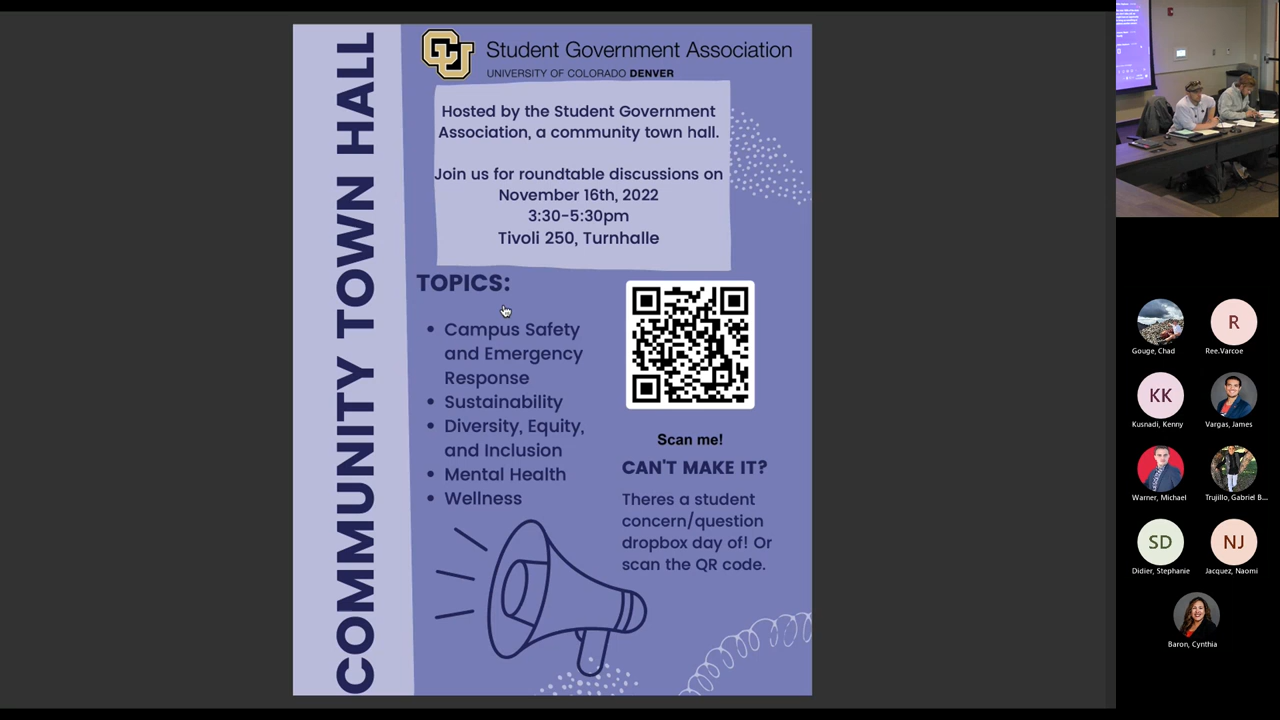 COMMUNITY TOWN HALL
CU
Student Government Association
UNIVERSITY OF COLORADO DENVER
Hosted by the Student Government
Association, a community town hall.
Join us for roundtable discussions on
November 16th, 2022
3:30-5:30pm
Tivoli 250, Turnhalle
TOPICS:
• Campus Safety
and Emergency
Response
• Sustainability
• Diversity, Equity,
and Inclusion
• Mental Health
• Wellness
Scan me!
CAN'T MAKE IT?
Theres a student
concern/question
dropbox day of! Or
scan the QR code.
Gouge, Chad
R
Ree.Varcoe
KK
Kusnadi, Kenny
Vargas, James
Warner, Michael
Trujillo, Gabriel B...
SD
Didier, Stephanie
NJ
Jacquez, Naomi
Baron, Cynthia